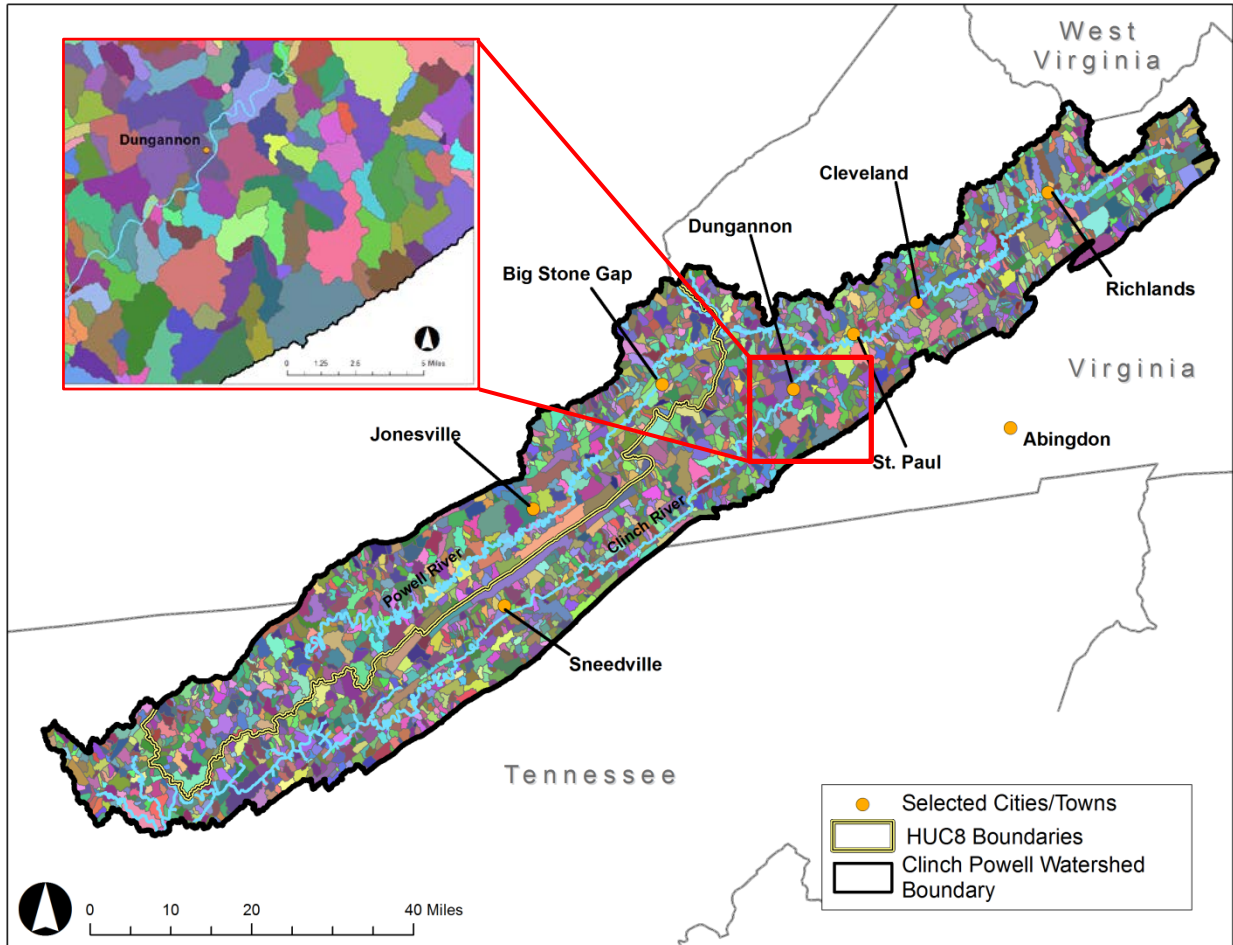 West
Virginia
Dungannon
0 1.25 2.5 5 Miles
Cleveland
Dungannon
Big Stone Gap
Richlands
Virginia
Jonesville
Abingdon
St. Paul
Powell River
Clinch River
Sneedville
Tennessee
Selected Cities/Towns
HUC8 Boundaries
Clinch Powell Watershed
Boundary
0 10 20 40 Miles